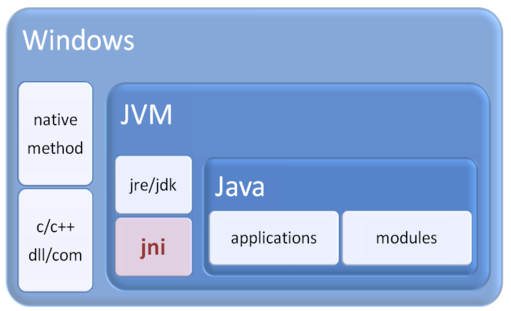 Windows
native
method
c/c++
dll/com
JVM
jre/jdk
jni
Java
applications
modules